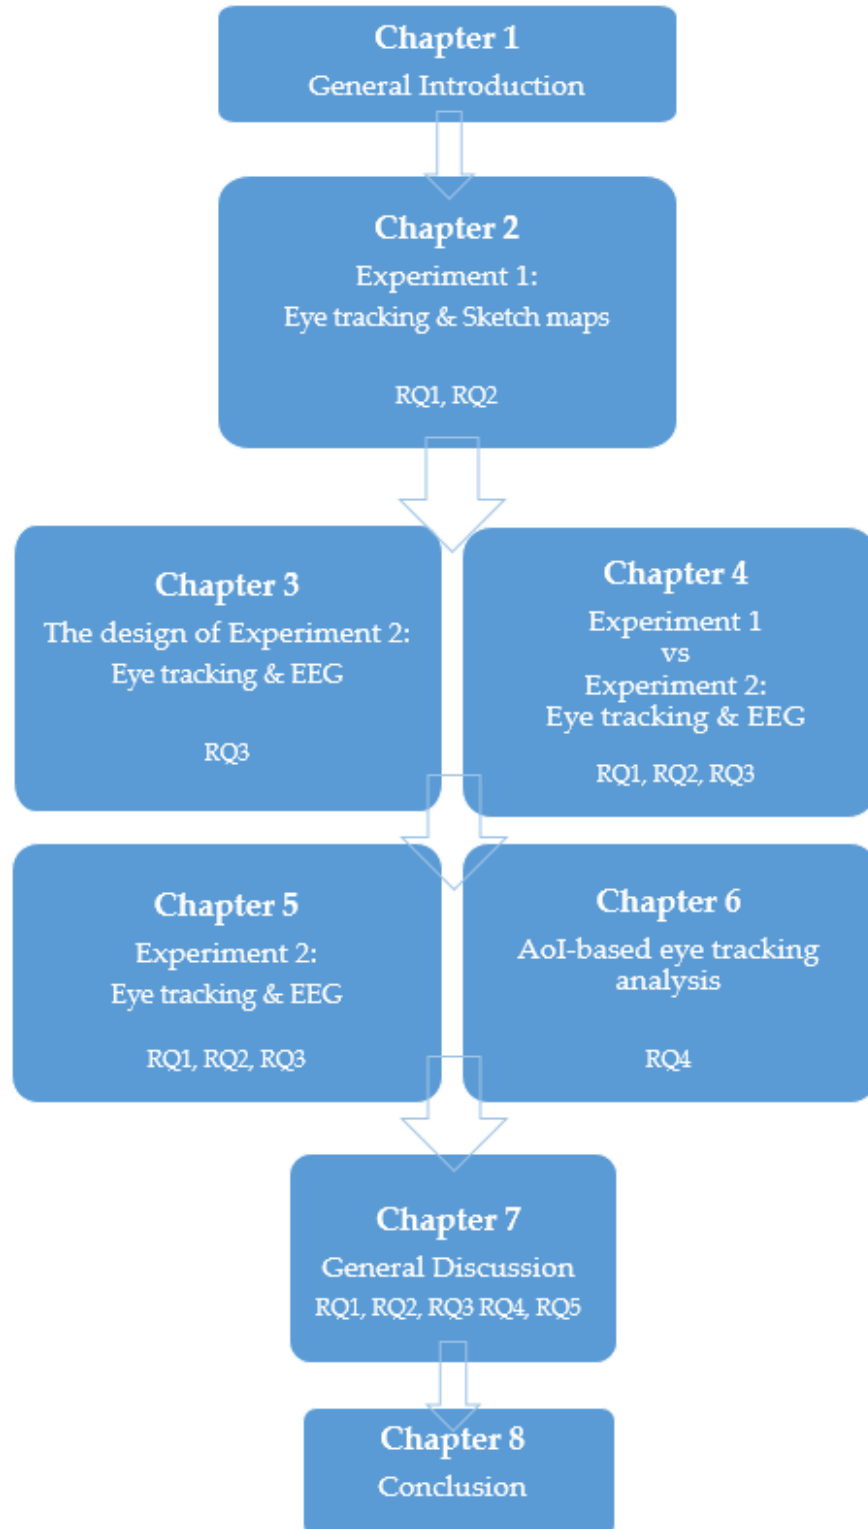 Chapter 1
General Introduction
Chapter 2
Experiment 1:
Eye tracking & Sketch maps
RQ1, RQ2
Chapter 3
The design of Experiment 2:
Eye tracking & EEG
RQ3
Chapter 4
Experiment 1
vs
Experiment 2:
Eye tracking & EEG
RQ1, RQ2, RQ3
Chapter 5
Experiment 2:
Eye tracking & EEG
RQ1, RQ2, RQ3
Chapter 6
AoI-based eye tracking
analysis
RQ4
Chapter 7
General Discussion
RQ1, RQ2, RQ3 RQ4, RQ5
Chapter 8
Conclusion